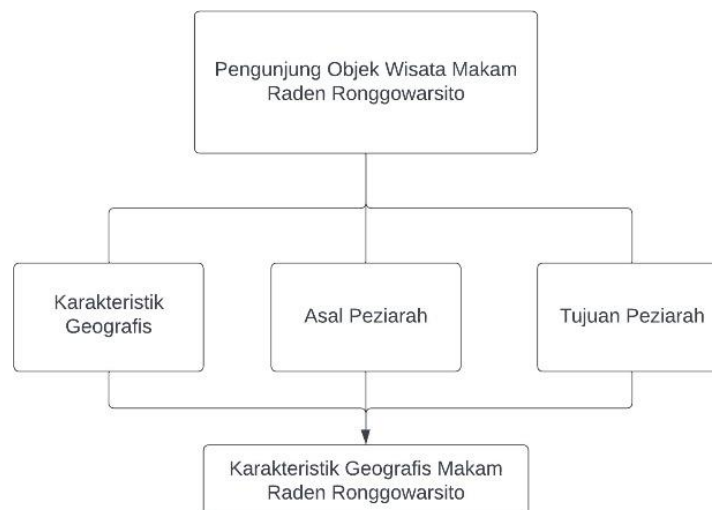 Pengunjung Objek Wisata Makam
Raden Ronggowarsito
Karakteristik
Geografis
Asal Peziarah
Tujuan Peziarah
Karakteristik Geografis Makam
Raden Ronggowarsito